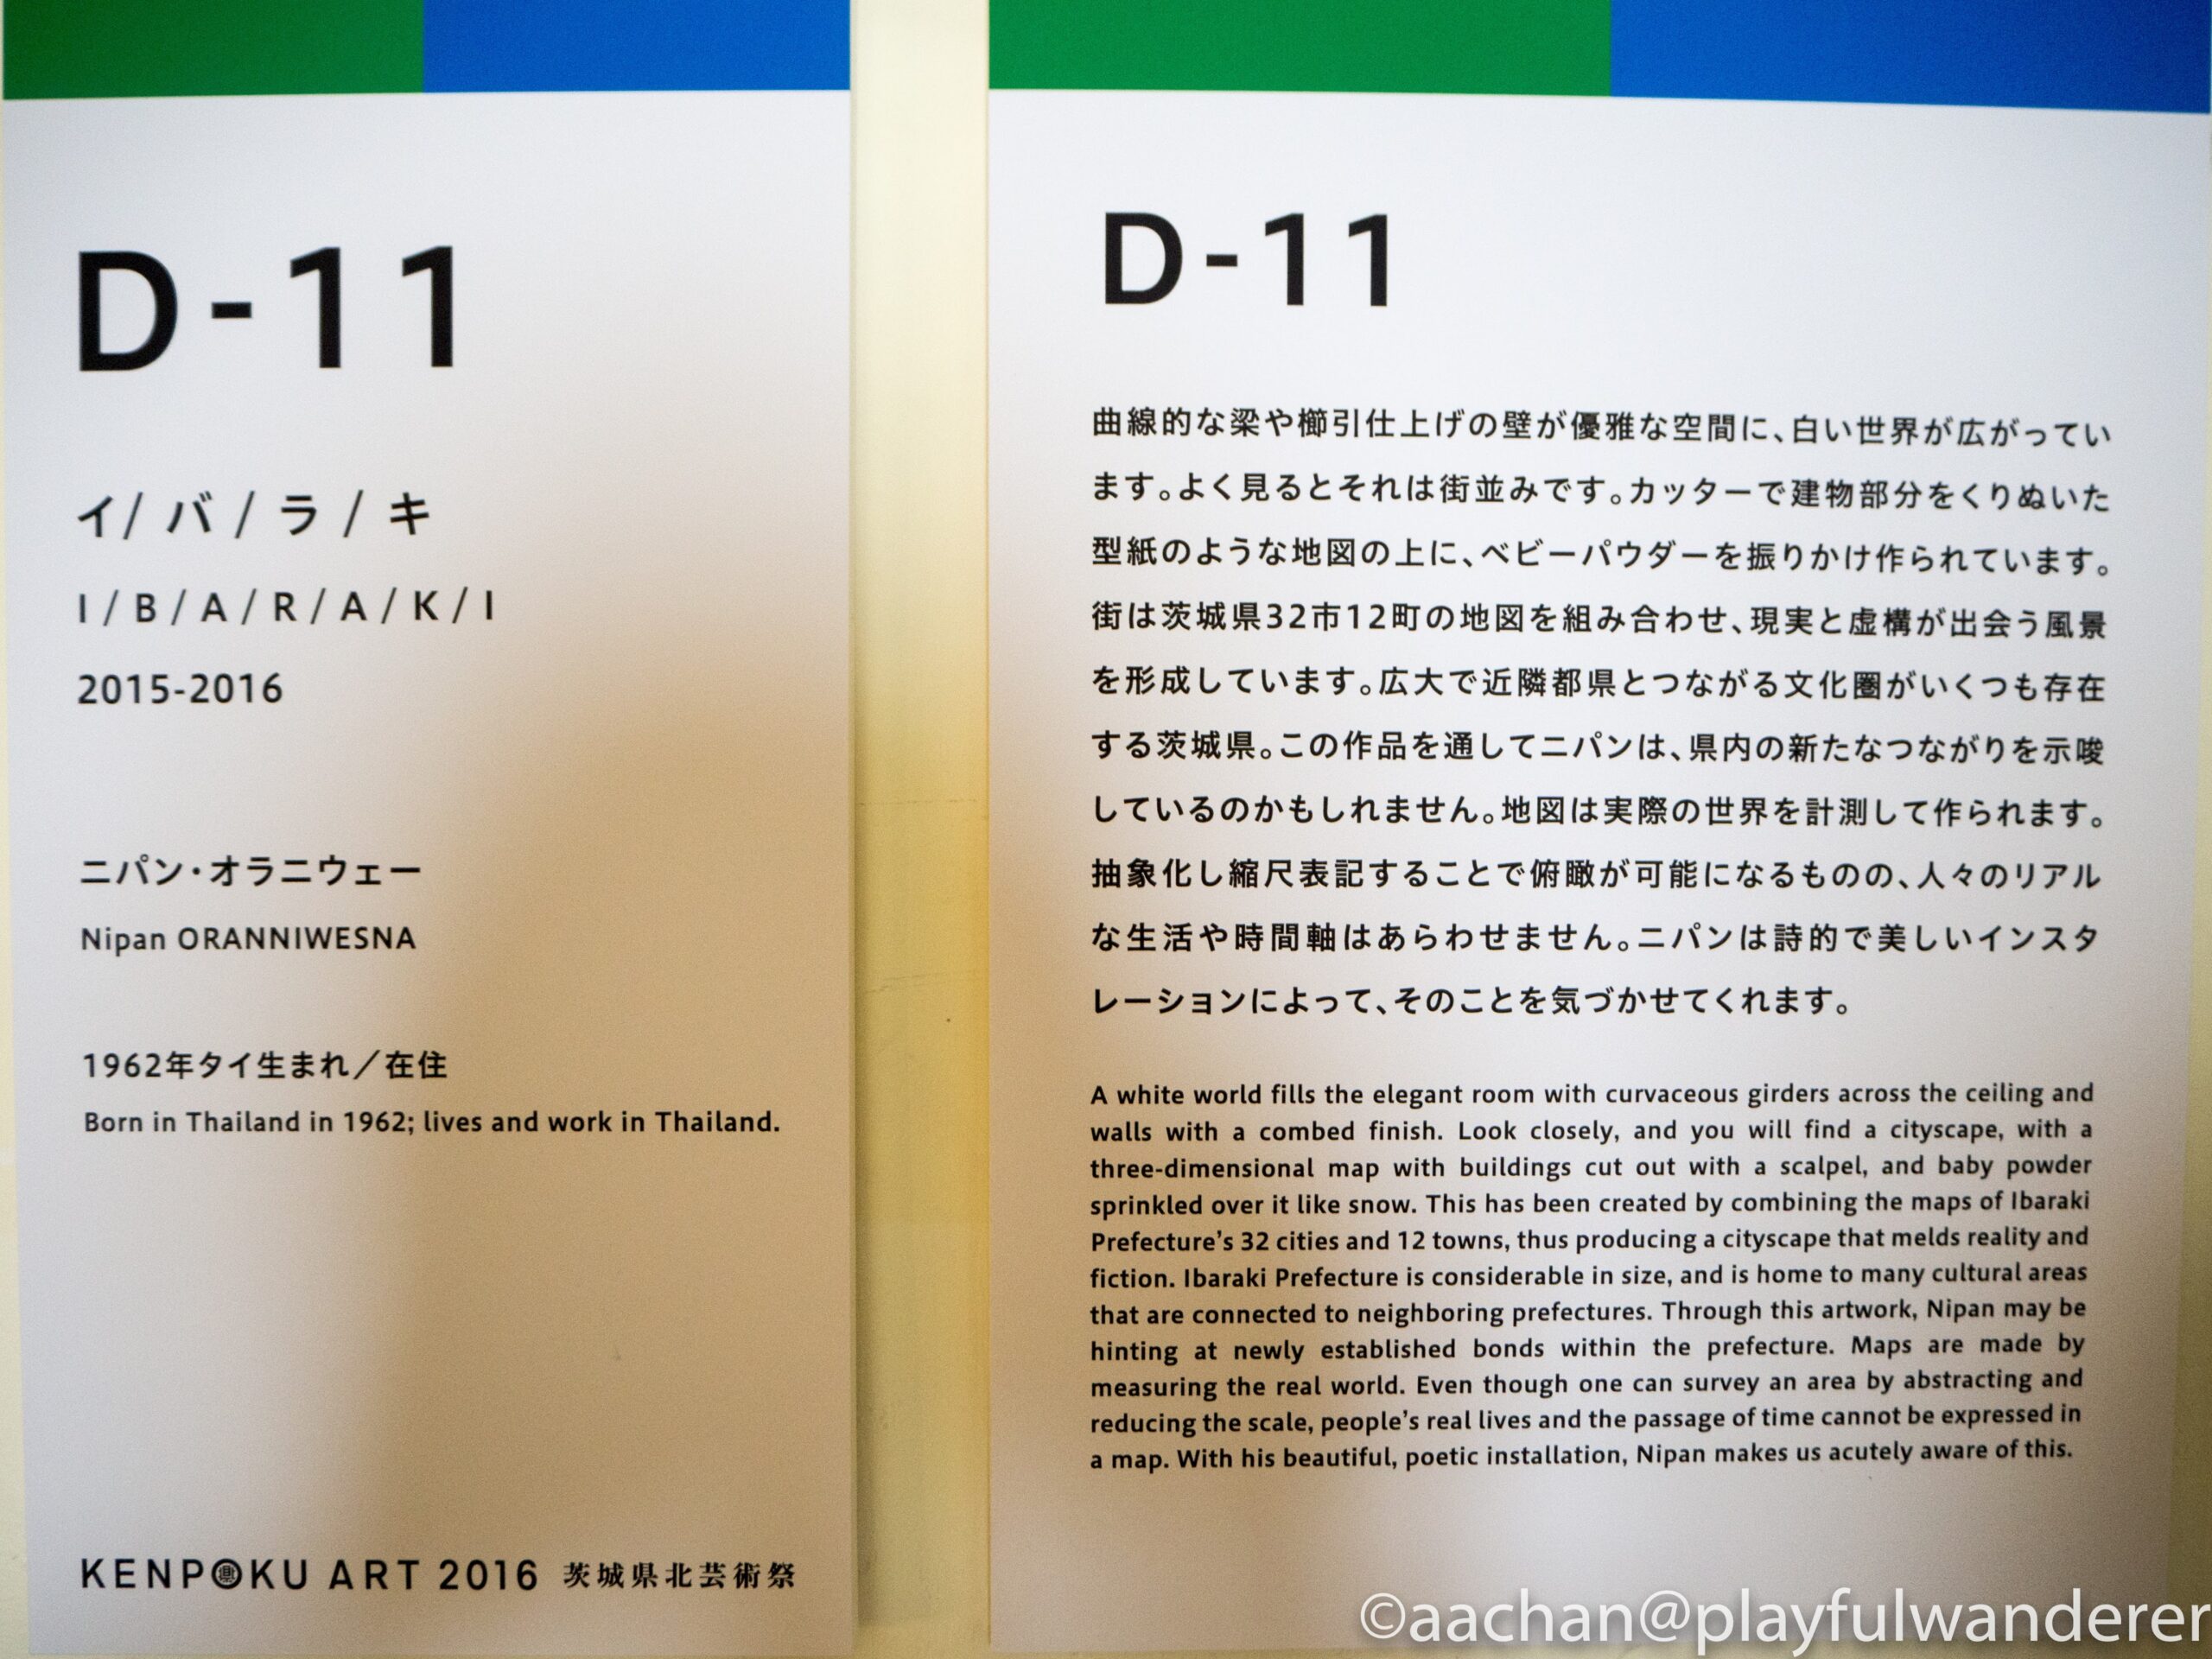 D-11
イ/バ/ラ/キ
I/B/A/R/A/K/I
2015-2016
ニパン・オラニウェー
Nipan ORANNIWESNA
1962年タイ生まれ／在住
Born in Thailand in 1962; lives and work in Thailand.
KENPOKU ART 2016 茨城県北芸術祭
D-11
曲線的な梁や櫛引仕上げの壁が優雅な空間に、白い世界が広がってい
ます。よく見るとそれは街並みです。カッターで建物部分をくりぬいた
型紙のような地図の上に、ベビーパウダーを振りかけ作られています。
街は茨城県32市12町の地図を組み合わせ、現実と虚構が出会う風景
を形成しています。広大で近隣都県とつながる文化圏がいくつも存在
する茨城県。この作品を通してニパンは、県内の新たなつながりを示唆
しているのかもしれません。地図は実際の世界を計測して作られます。
抽象化し縮尺表記することで俯瞰が可能になるものの、人々のリアル
な生活や時間軸はあらわせません。ニパンは詩的で美しいインスタ
レーションによって、そのことを気づかせてくれます。
A white world fills the elegant room with curvaceous girders across the ceiling and
walls with a combed finish. Look closely, and you will find a cityscape, with a
three-dimensional map with buildings cut out with a scalpel, and baby powder
sprinkled over it like snow. This has been created by combining the maps of Ibaraki
Prefecture's 32 cities and 12 towns, thus producing a cityscape that melds reality and
fiction. Ibaraki Prefecture is considerable in size, and is home to many cultural areas
that are connected to neighboring prefectures. Through this artwork, Nipan may be
hinting at newly established bonds within the prefecture. Maps are made by
measuring the real world. Even though one can survey an area by abstracting and
reducing the scale, people's real lives and the passage of time cannot be expressed in
a map. With his beautiful, poetic installation, Nipan makes us acutely aware of this.
©aachan@playfulwanderer